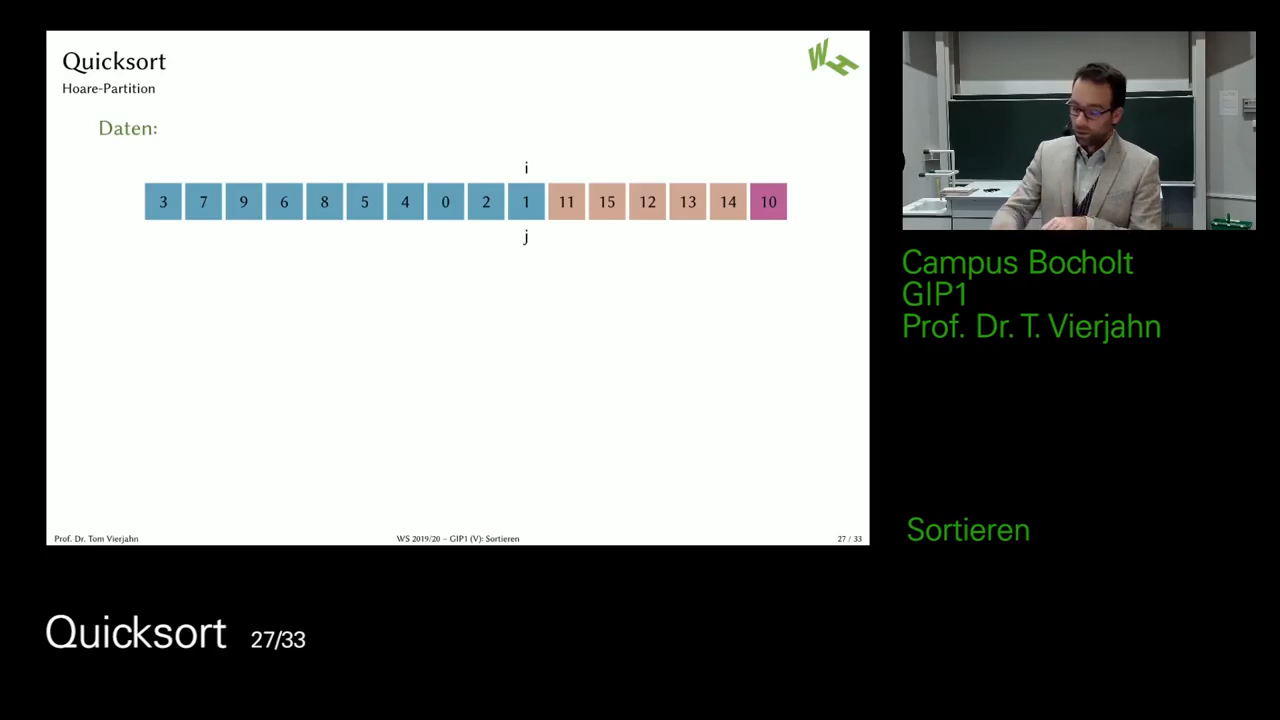 Quicksort
Hoare-Partition
WH
Daten:
i
3 7 9 6 8 5 4 0 2 1 11 15 12 13 14 10
j
Prof. Dr. Tom Vierjahn WS 2019/20 – GIP1 (V): Sortieren 27 / 33
Campus Bocholt
GIP1
Prof. Dr. T. Vierjahn
Sortieren
Quicksort 27/33